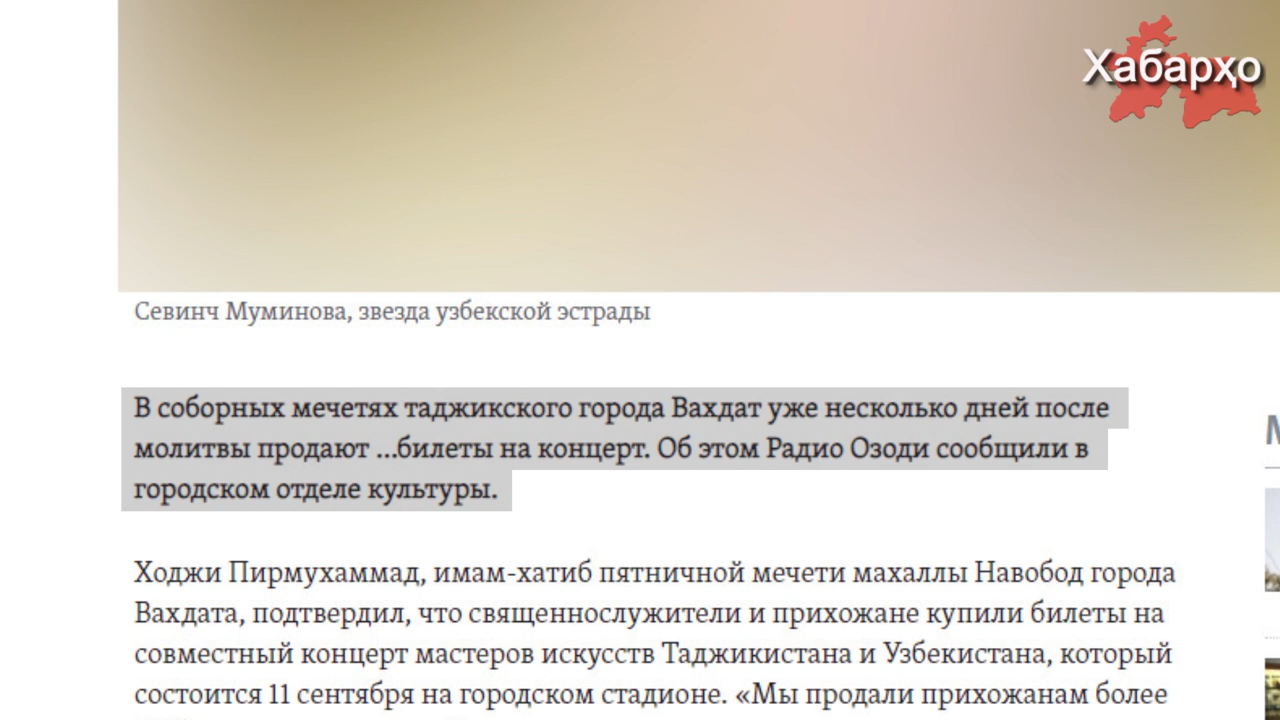 Хабарҳо
Севинч Муминова, звезда узбекской эстрады
В соборных мечетях таджикского города Вахдат уже несколько дней после
молитвы продают ...билеты на концерт. Об этом Радио Озоди сообщили в
городском отделе культуры.
Ходжи Пирмухаммад, имам-хатиб пятничной мечети махаллы Навобод города
Вахдата, подтвердил, что священнослужители и прихожане купили билеты на
совместный концерт мастеров искусств Таджикистана и Узбекистана, который
состоится 11 сентября на городском стадионе. «Мы продали прихожанам более